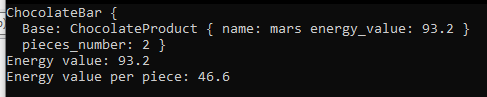 ChocolateBar {
  Base: ChocolateProduct { name: mars energy_value: 93.2 }
  pieces_number: 2 }
Energy value: 93.2
Energy value per piece: 46.6